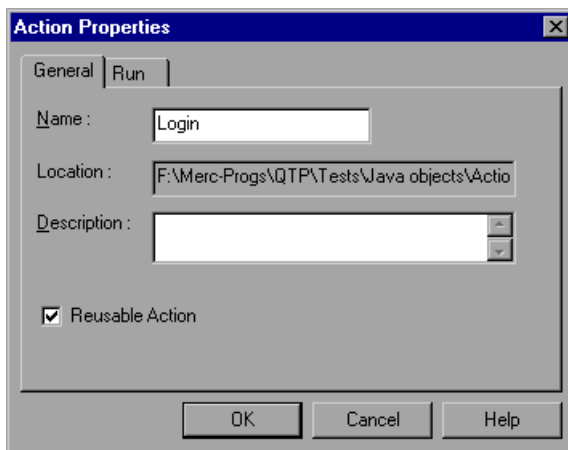 Action Properties
General Run
Name : Login
Location : F:\Merc-Progs\QTP\Tests\Java objects\Actio
Description :
Reusable Action
OK Cancel Help